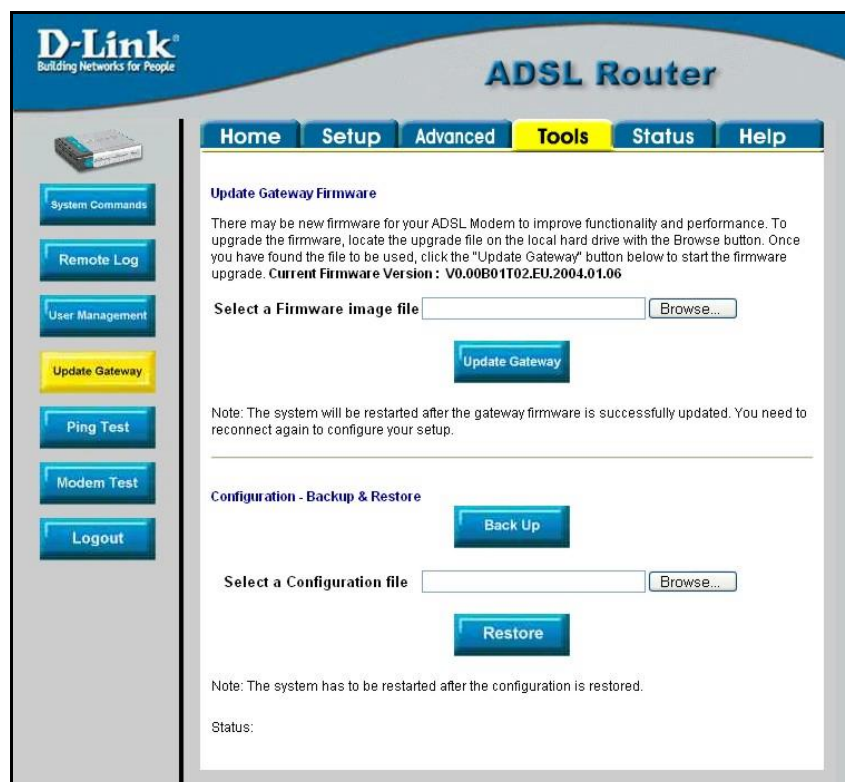 D-Link®
Building Networks for People
ADSL Router
Home Setup Advanced Tools Status Help
System Commands
Remote Log
User Management
Update Gateway
Ping Test
Modem Test
Logout
Update Gateway Firmware
There may be new firmware for your ADSL Modem to improve functionality and performance. To
upgrade the firmware, locate the upgrade file on the local hard drive with the Browse button. Once
you have found the file to be used, click the "Update Gateway" button below to start the firmware
upgrade. Current Firmware Version : V0.00B01T02.EU.2004.01.06
Select a Firmware image file Browse...
Update Gateway
Note: The system will be restarted after the gateway firmware is successfully updated. You need to
reconnect again to configure your setup.
Configuration - Backup & Restore
Back Up
Select a Configuration file Browse...
Restore
Note: The system has to be restarted after the configuration is restored.
Status: